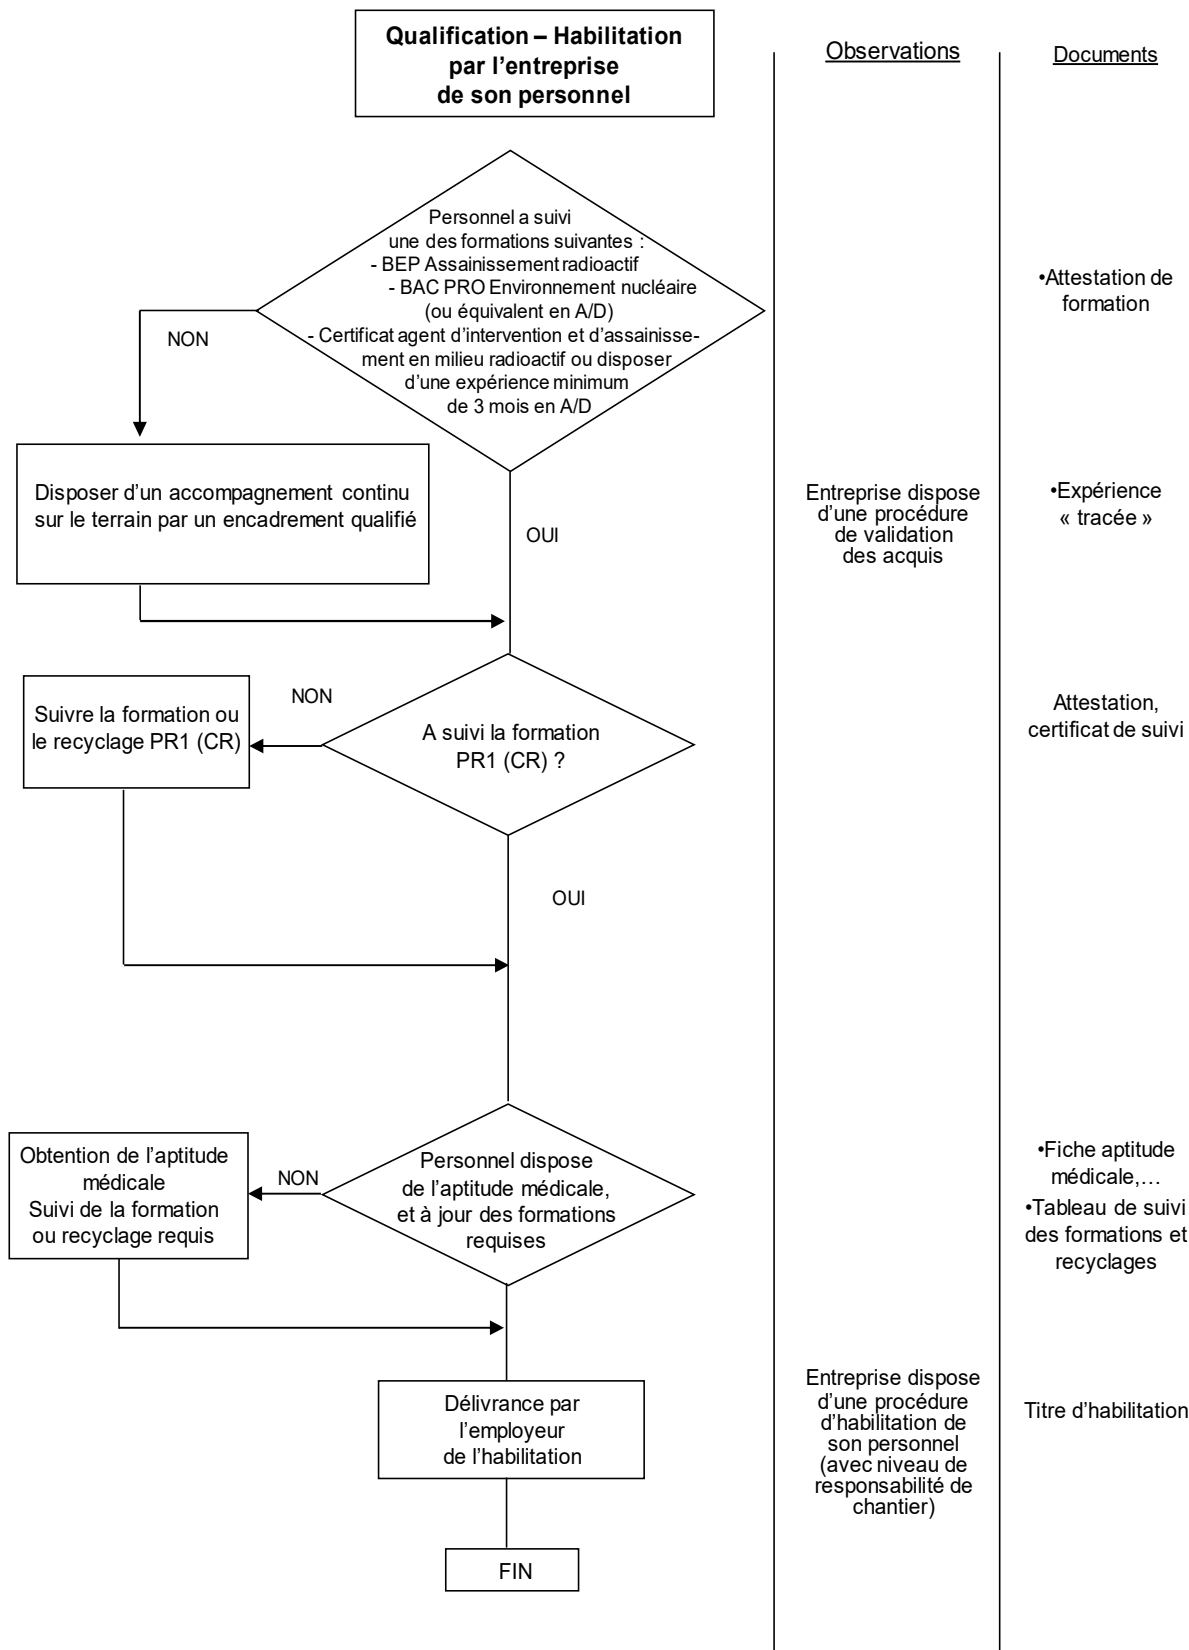 Qualification – Habilitation
par l'entreprise
de son personnel
Observations
Documents
Personnel a suivi
une des formations suivantes :
- BEP Assainissement radioactif
- BAC PRO Environnement nucléaire
(ou équivalent en A/D)
- Certificat agent d'intervention et d'assainisse-
ment en milieu radioactif ou disposer
d'une expérience minimum
de 3 mois en A/D
•Attestation de
formation
NON
Disposer d'un accompagnement continu
sur le terrain par un encadrement qualifié
OUI
Entreprise dispose
d'une procédure
de validation
des acquis
•Expérience
« tracée »
Suivre la formation ou
le recyclage PR1 (CR)
NON
A suivi la formation
PR1 (CR) ?
Attestation,
certificat de suivi
OUI
Obtention de l'aptitude
médicale
Suivi de la formation
ou recyclage requis
NON
Personnel dispose
de l'aptitude médicale,
et à jour des formations
requises
•Fiche aptitude
médicale,…
•Tableau de suivi
des formations et
recyclages
Délivrance par
l'employeur
de l'habilitation
Entreprise dispose
d'une procédure
d'habilitation de
son personnel
(avec niveau de
responsabilité de
chantier)
Titre d'habilitation
FIN